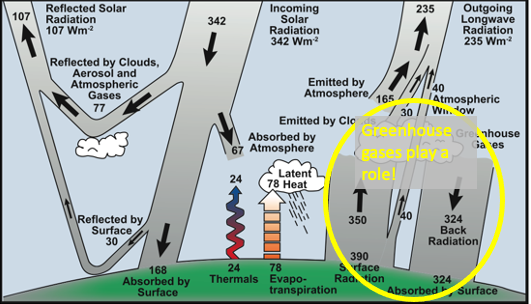 107
Reflected Solar
Radiation
107 Wm-2
342
Incoming
Solar
Radiation
342 Wm-2
235
Outgoing
Longwave
Radiation
235 Wm-2
Reflected by Clouds,
Aerosol and
Atmospheric
Gases
77
Emitted by
Atmosphere
165
40
Atmospheric
Window
30
Emitted by Clouds
Greenhouse
Gases
Greenhouse
gases play a
role!
67
Absorbed by
Atmosphere
24
Latent
78 Heat
Reflected by
Surface
30
350
40
324
Back
Radiation
168
Absorbed by
Surface
24
Thermals
78
Evapo-
transpiration
390
Surface
Radiation
324
Absorbed by Surface